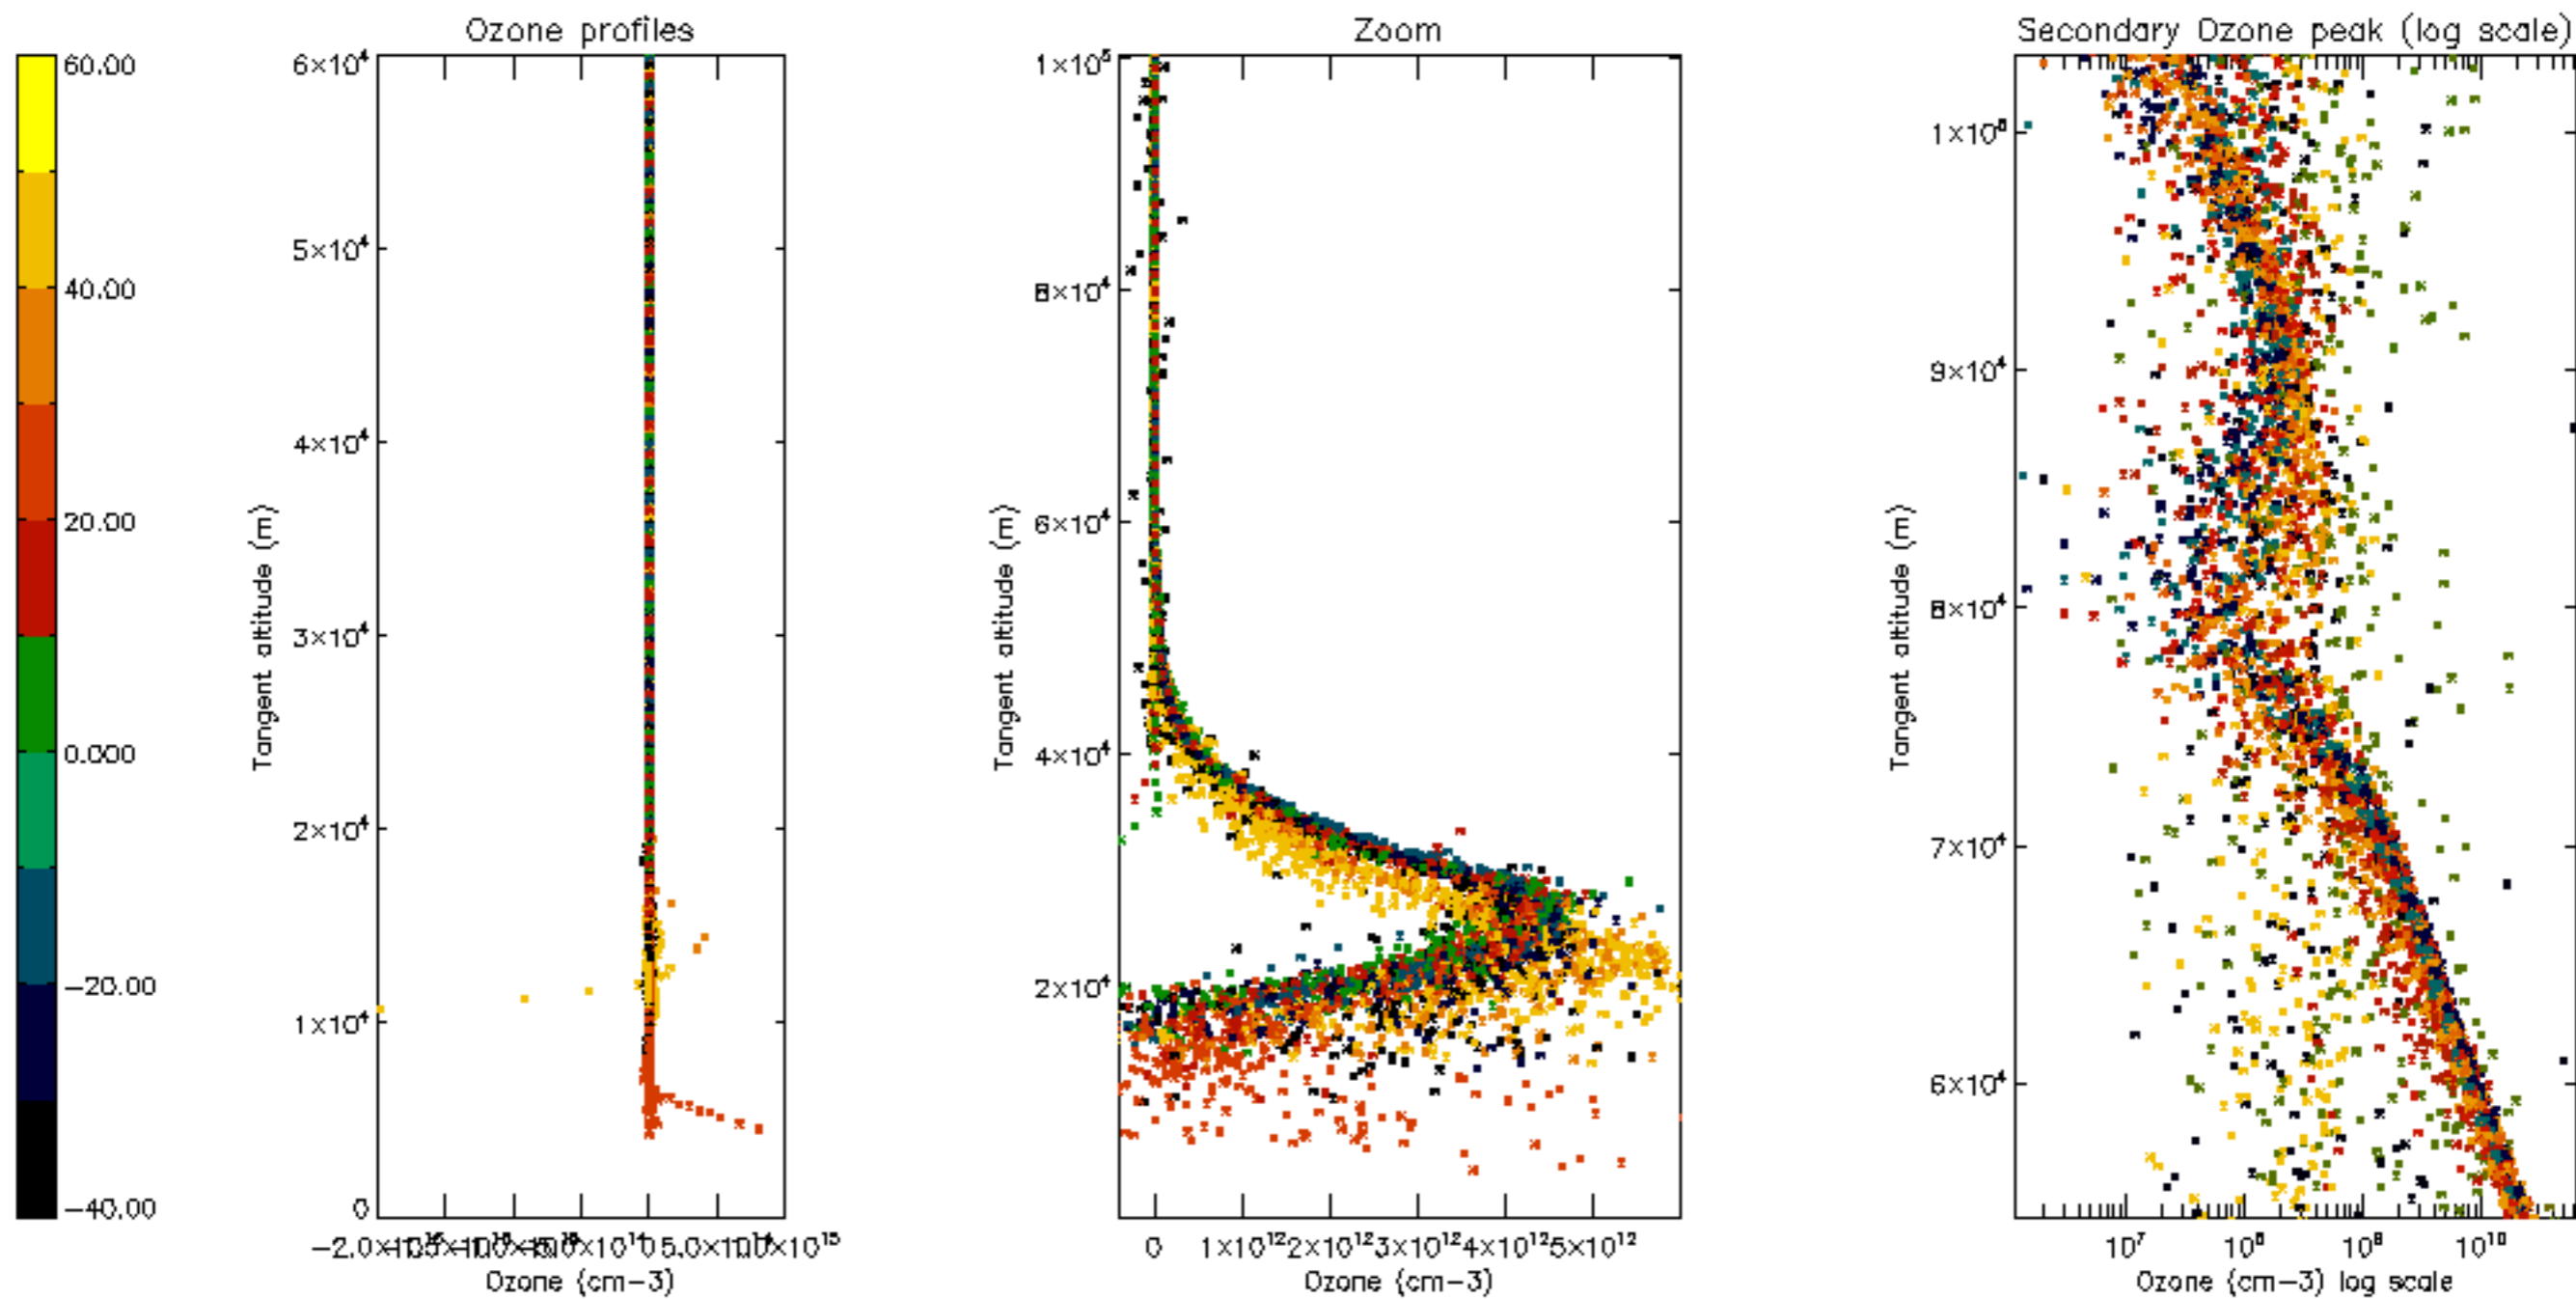 Ozone profiles
Zoom
Secondary Ozone peak (log scale)
60.00
40.00
20.00
0.000
−20.00
−40.00
6×10⁴
5×10⁴
4×10⁴
3×10⁴
2×10⁴
1×10⁴
0
Tangent altitude (m)
Ozone (cm−3)
1×10⁵
8×10⁴
6×10⁴
4×10⁴
2×10⁴
Tangent altitude (m)
0 1×10¹² 2×10¹² 3×10¹² 4×10¹² 5×10¹²
Ozone (cm−3)
9×10⁴
8×10⁴
7×10⁴
6×10⁴
Tangent altitude (m)
10⁷ 10⁸ 10⁹ 10¹⁰
Ozone (cm−3) log scale